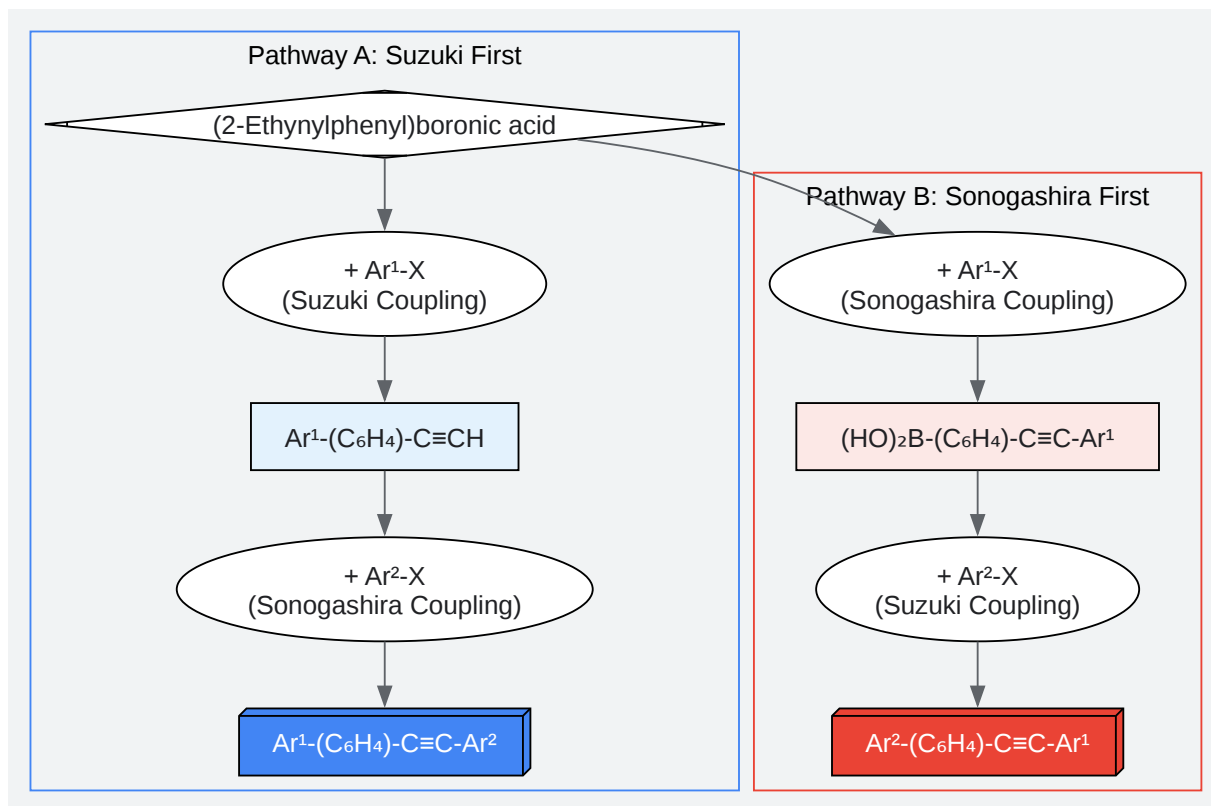 Pathway A: Suzuki First
(2-Ethynylphenyl)boronic acid
+ Ar¹-X
(Suzuki Coupling)
Ar¹-(C₆H₄)-C≡CH
+ Ar²-X
(Sonogashira Coupling)
Ar¹-(C₆H₄)-C≡C-Ar²
Pathway B: Sonogashira First
+ Ar¹-X
(Sonogashira Coupling)
(HO)₂B-(C₆H₄)-C≡C-Ar¹
+ Ar²-X
(Suzuki Coupling)
Ar²-(C₆H₄)-C≡C-Ar¹